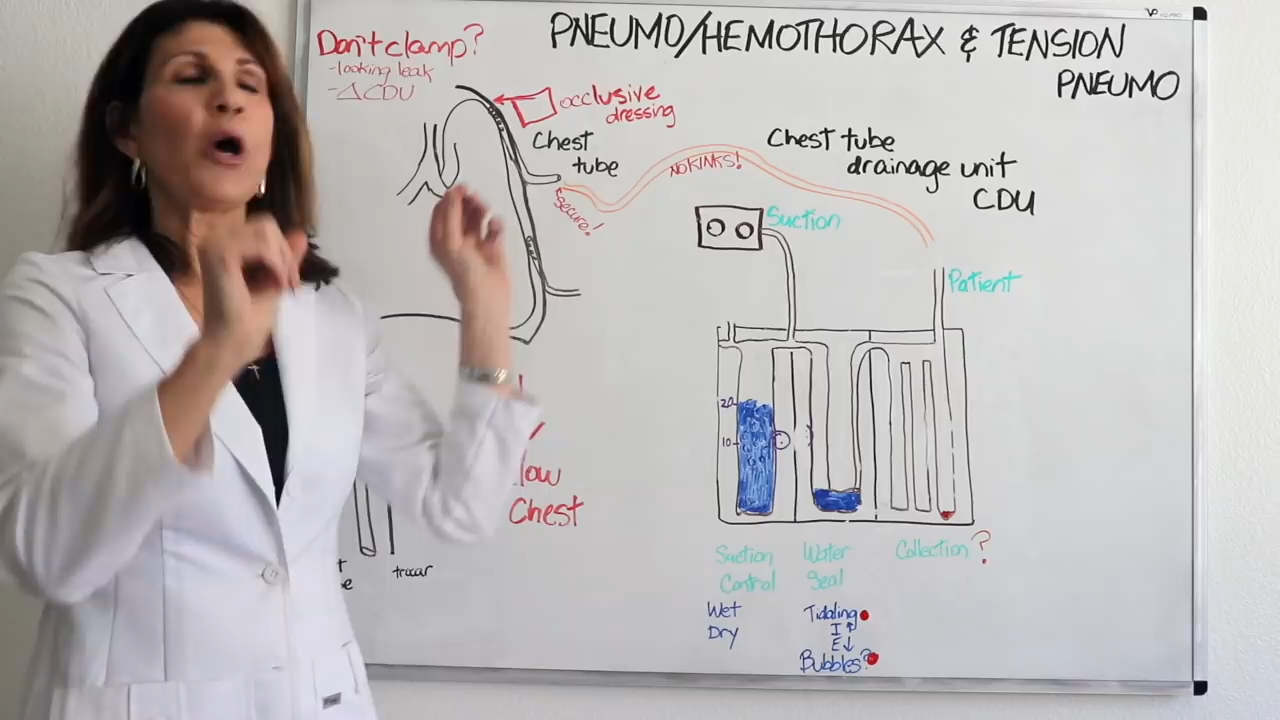 PNEUMO/HEMOTHORAX & TENSION
PNEUMO
Don't clamp?
-looking leak
-△ CDU
occlusive
dressing
Chest
tube
NO KINKS!
Secure!
Chest tube
drainage unit
CDU
Suction
Patient
20
10
low
Chest
trocar
Suction
Control
Water
Seal
Collection?
Wet
Dry
Tidaling
I↑
E↓
Bubbles?